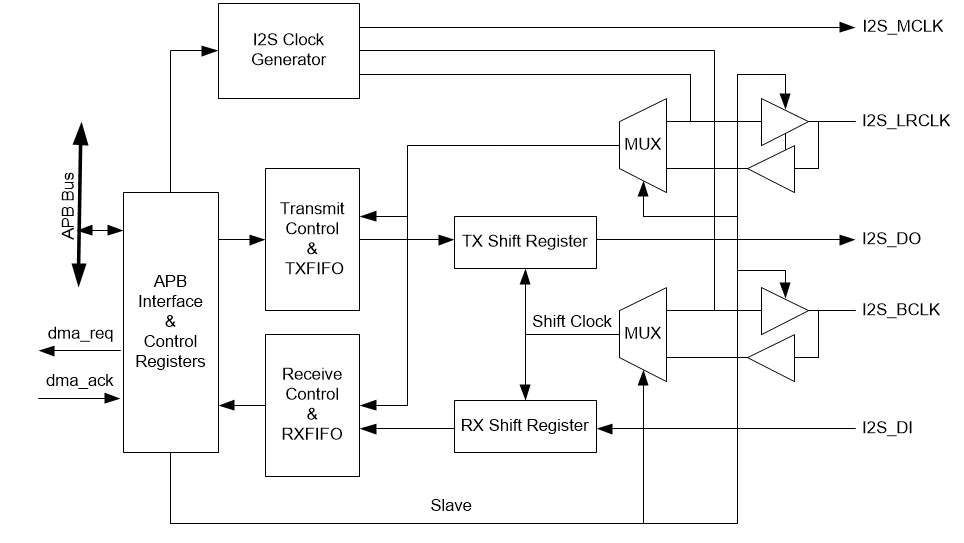 I2S Clock
Generator
I2S_MCLK
I2S_LRCLK
MUX
APB Bus
Transmit
Control
&
TXFIFO
TX Shift Register
I2S_DO
APB
Interface
&
Control
Registers
I2S_BCLK
Shift Clock
MUX
dma_req
dma_ack
Receive
Control
&
RXFIFO
RX Shift Register
I2S_DI
Slave